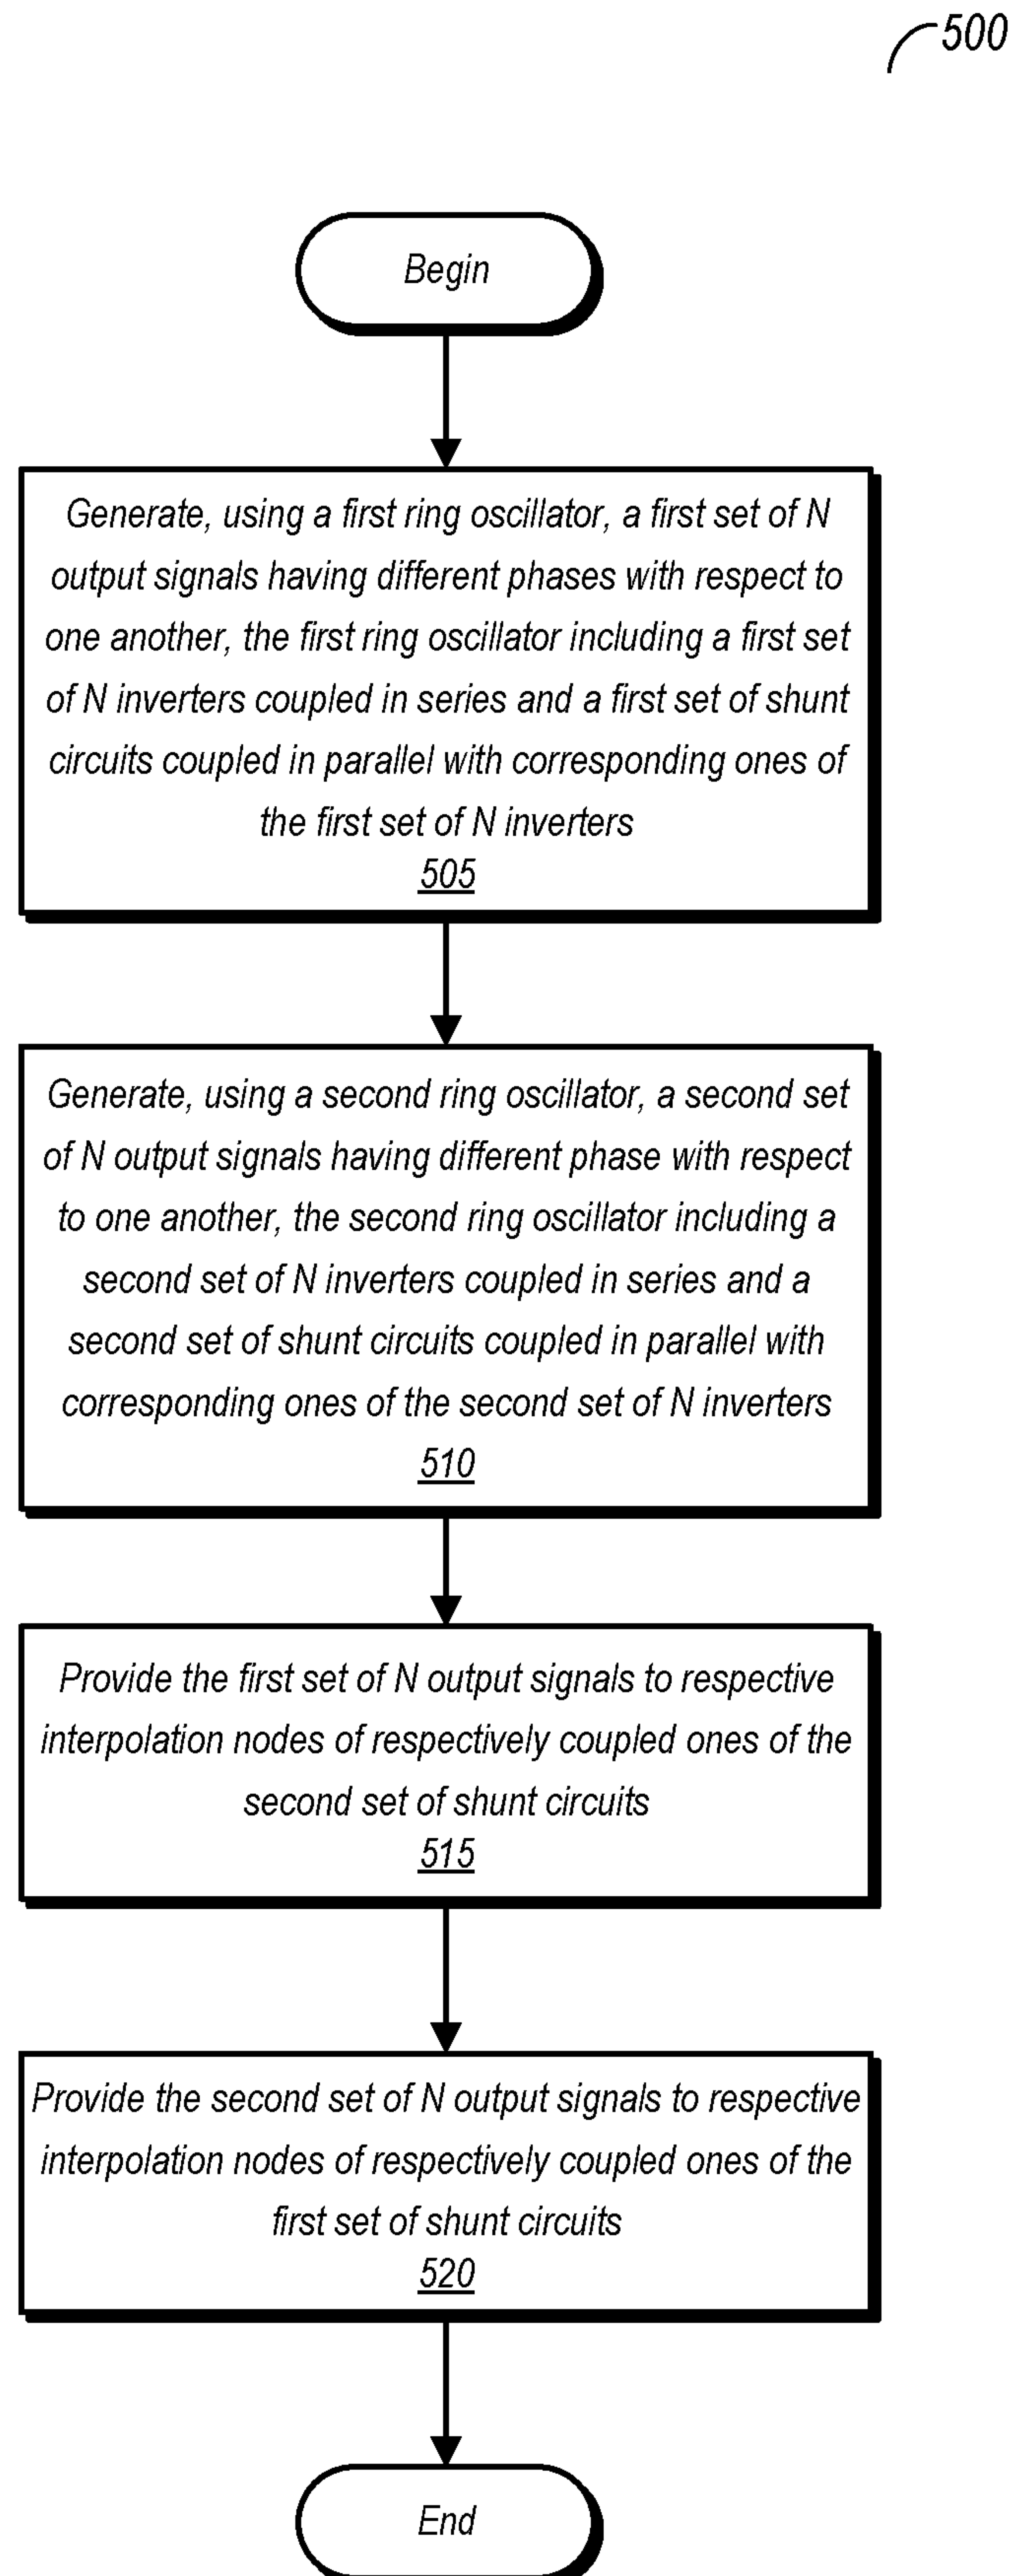 500
Begin
Generate, using a first ring oscillator, a first set of N
output signals having different phases with respect to
one another, the first ring oscillator including a first set
of N inverters coupled in series and a first set of shunt
circuits coupled in parallel with corresponding ones of
the first set of N inverters
505
Generate, using a second ring oscillator, a second set
of N output signals having different phase with respect
to one another, the second ring oscillator including a
second set of N inverters coupled in series and a
second set of shunt circuits coupled in parallel with
corresponding ones of the second set of N inverters
510
Provide the first set of N output signals to respective
interpolation nodes of respectively coupled ones of the
second set of shunt circuits
515
Provide the second set of N output signals to respective
interpolation nodes of respectively coupled ones of the
first set of shunt circuits
520
End